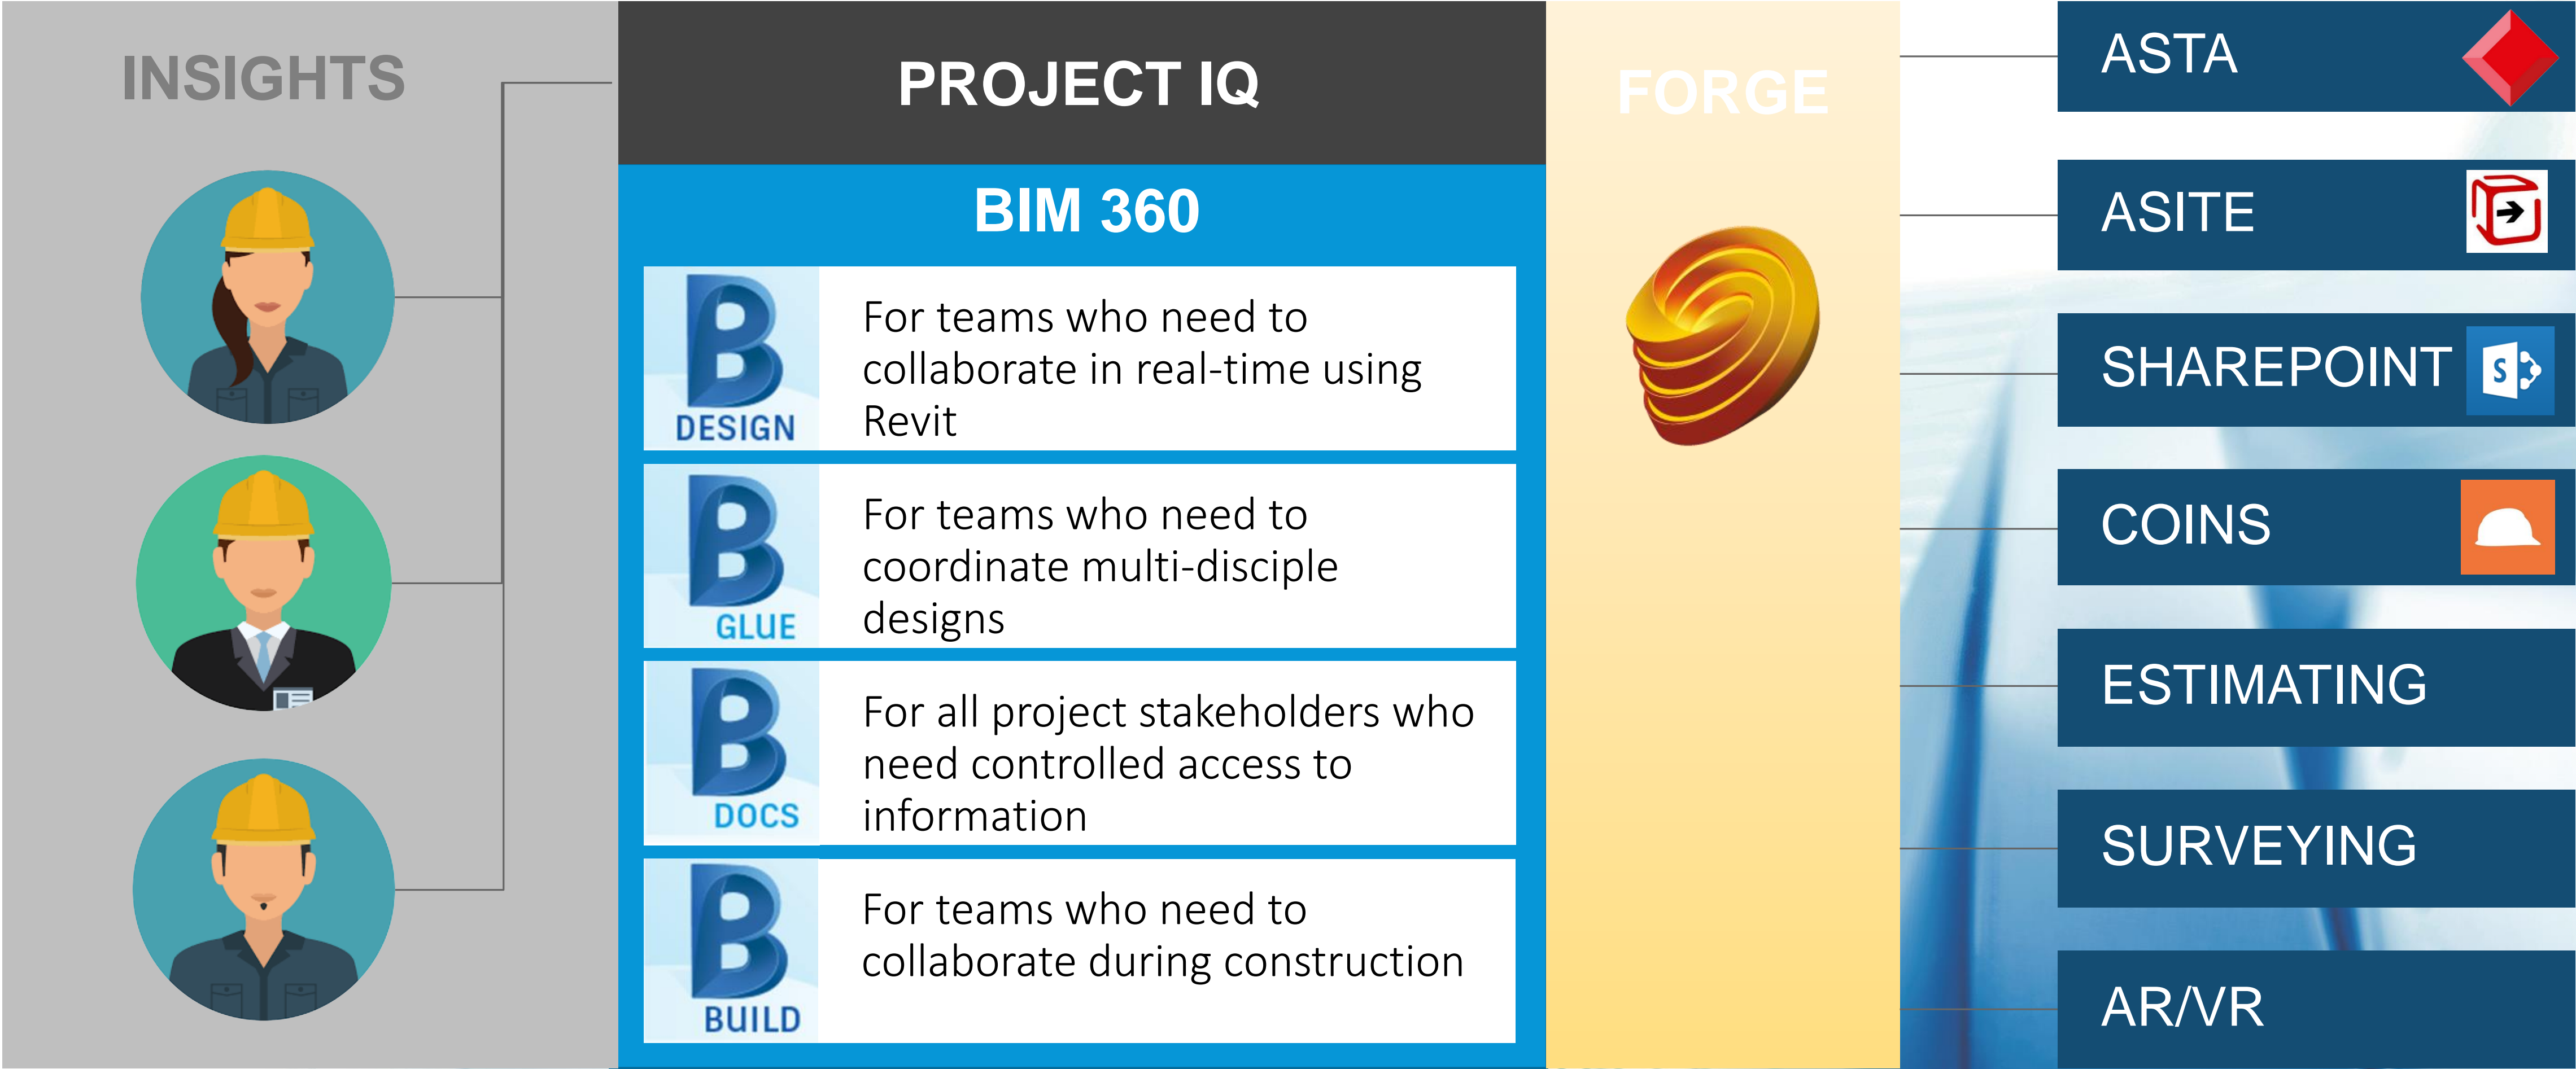 INSIGHTS
PROJECT IQ
BIM 360
DESIGN
For teams who need to
collaborate in real-time using
Revit
GLUE
For teams who need to
coordinate multi-disciple
designs
DOCS
For all project stakeholders who
need controlled access to
information
BUILD
For teams who need to
collaborate during construction
FORGE
ASTA
ASITE
SHAREPOINT
S
COINS
ESTIMATING
SURVEYING
AR/VR